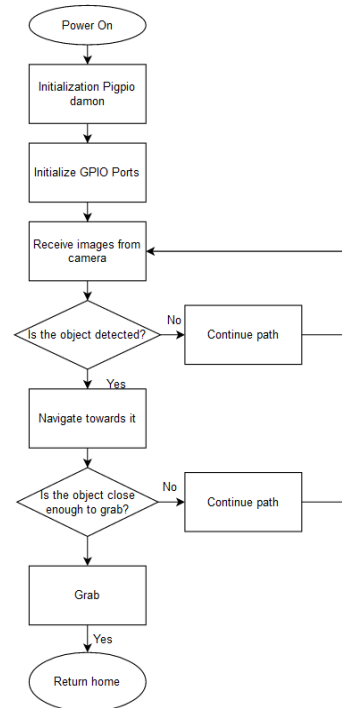 Power On
Initialization Pigpio
damon
Initialize GPIO Ports
Receive images from
camera
Is the object detected?
No
Continue path
Yes
Navigate towards it
Is the object close
enough to grab?
No
Continue path
Grab
Yes
Return home